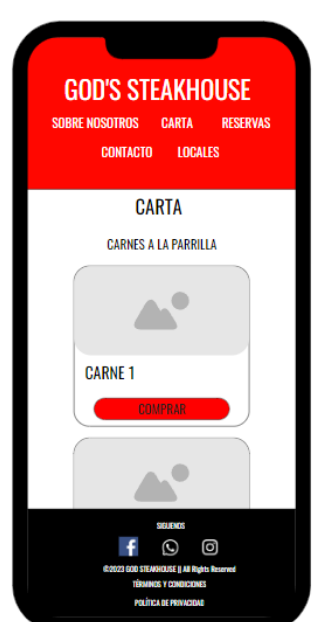 GOD'S STEAKHOUSE
SOBRE NOSOTROS CARTA RESERVAS
CONTACTO LOCALES
CARTA
CARNES A LA PARRILLA
CARNE 1
COMPRAR
SIGUENOS
©2023 GOD STEAKHOUSE || All Rights Reserved
TÉRMINOS Y CONDICIONES
POLÍTICA DE PRIVACIDAD